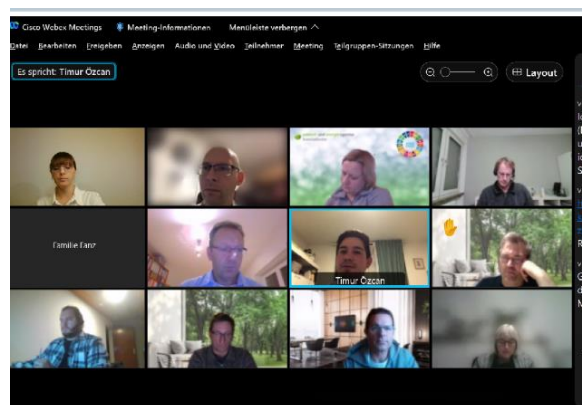 Cisco Webex Meetings Meeting-Informationen Menüleiste verbergen
Datei Bearbeiten Freigeben Anzeigen Audio und Video Teilnehmer Meeting Teilgruppen-Sitzungen Hilfe
Es spricht: Timur Özcan
Layout
Familie Fanz
Timur Özcan